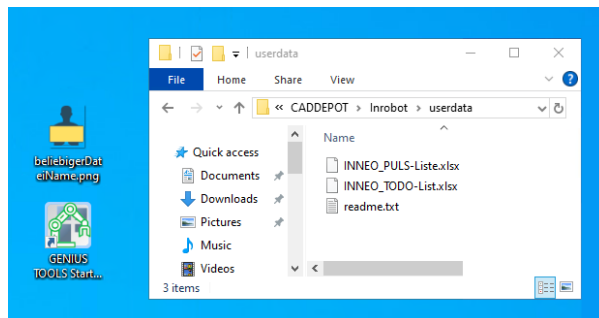 userdata
File Home Share View
« CADDEPOT > Inrobot > userdata
Name
Quick access
Documents
Downloads
Pictures
Music
Videos
INNEO_PULS-Liste.xlsx
INNEO_TODO-List.xlsx
readme.txt
3 items
beliebigerDat
eiName.png
GENIUS
TOOLS Start...